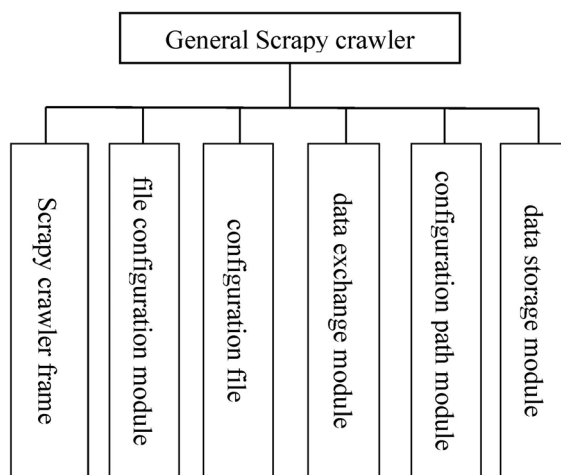 General Scrapy crawler
Scrapy crawler frame
file configuration module
configuration file
data exchange module
configuration path module
data storage module